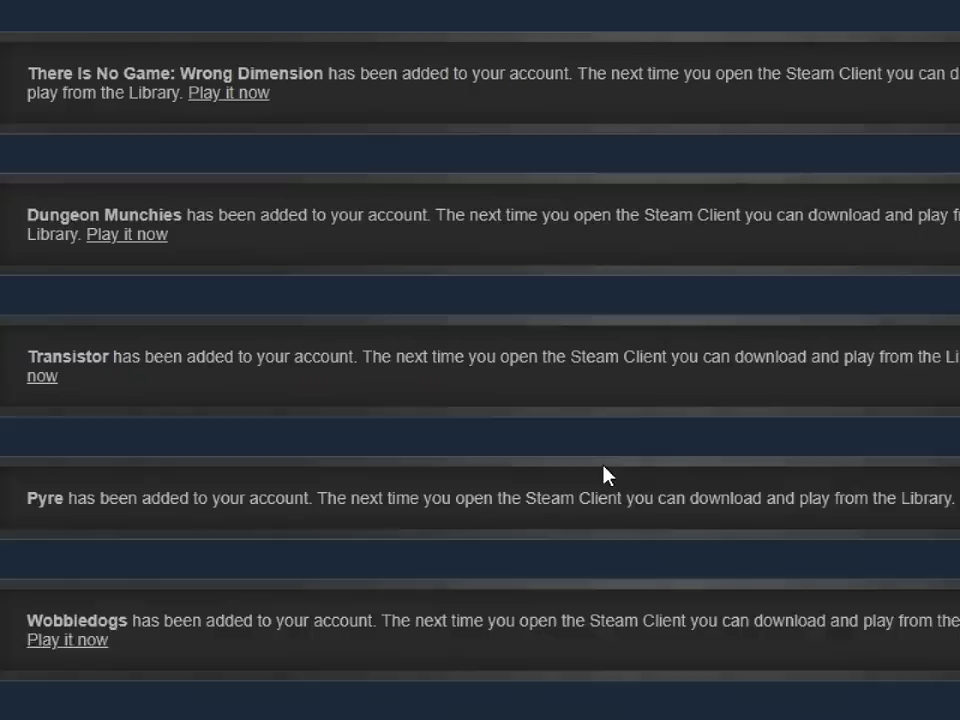 There Is No Game: Wrong Dimension has been added to your account. The next time you open the Steam Client you can d
play from the Library. Play it now
Dungeon Munchies has been added to your account. The next time you open the Steam Client you can download and play f
Library. Play it now
Transistor has been added to your account. The next time you open the Steam Client you can download and play from the Li
now
Pyre has been added to your account. The next time you open the Steam Client you can download and play from the Library.
Wobbledogs has been added to your account. The next time you open the Steam Client you can download and play from the
Play it now